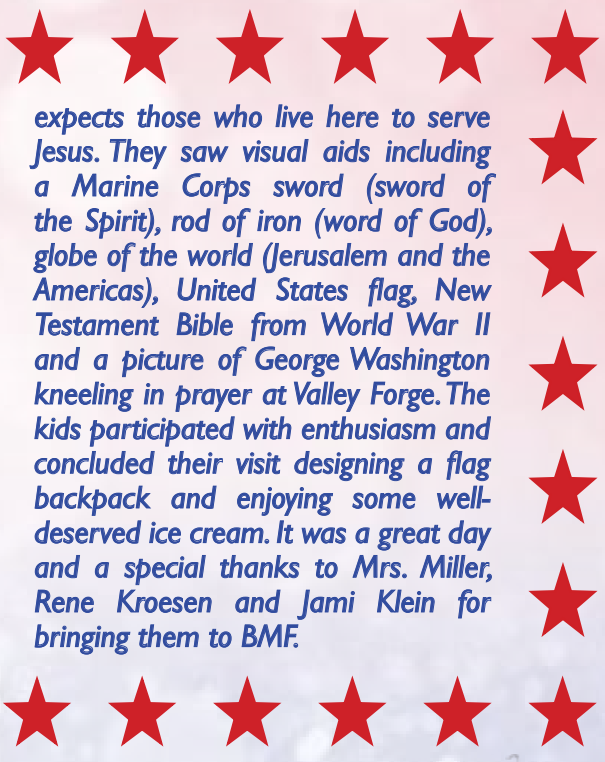 expects those who live here to serve
Jesus. They saw visual aids including
a Marine Corps sword (sword of
the Spirit), rod of iron (word of God),
globe of the world (Jerusalem and the
Americas), United States flag, New
Testament Bible from World War II
and a picture of George Washington
kneeling in prayer at Valley Forge. The
kids participated with enthusiasm and
concluded their visit designing a flag
backpack and enjoying some well-
deserved ice cream. It was a great day
and a special thanks to Mrs. Miller,
Rene Kroesen and Jami Klein for
bringing them to BMF.